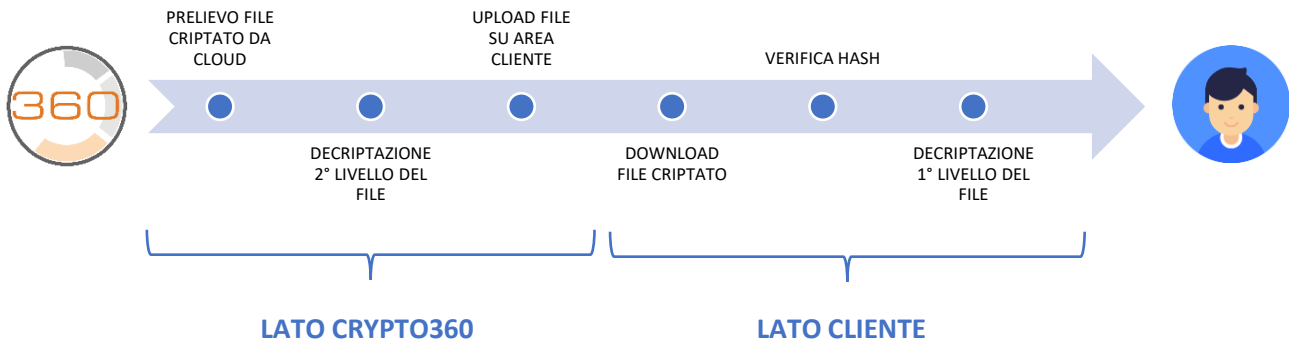 PRELIEVO FILE
CRIPTATO DA
CLOUD
UPLOAD FILE
SU AREA
CLIENTE
VERIFICA HASH
360
DECRIPTAZIONE
2° LIVELLO DEL
FILE
DOWNLOAD
FILE CRIPTATO
DECRIPTAZIONE
1° LIVELLO DEL
FILE
LATO CRYPTO360
LATO CLIENTE